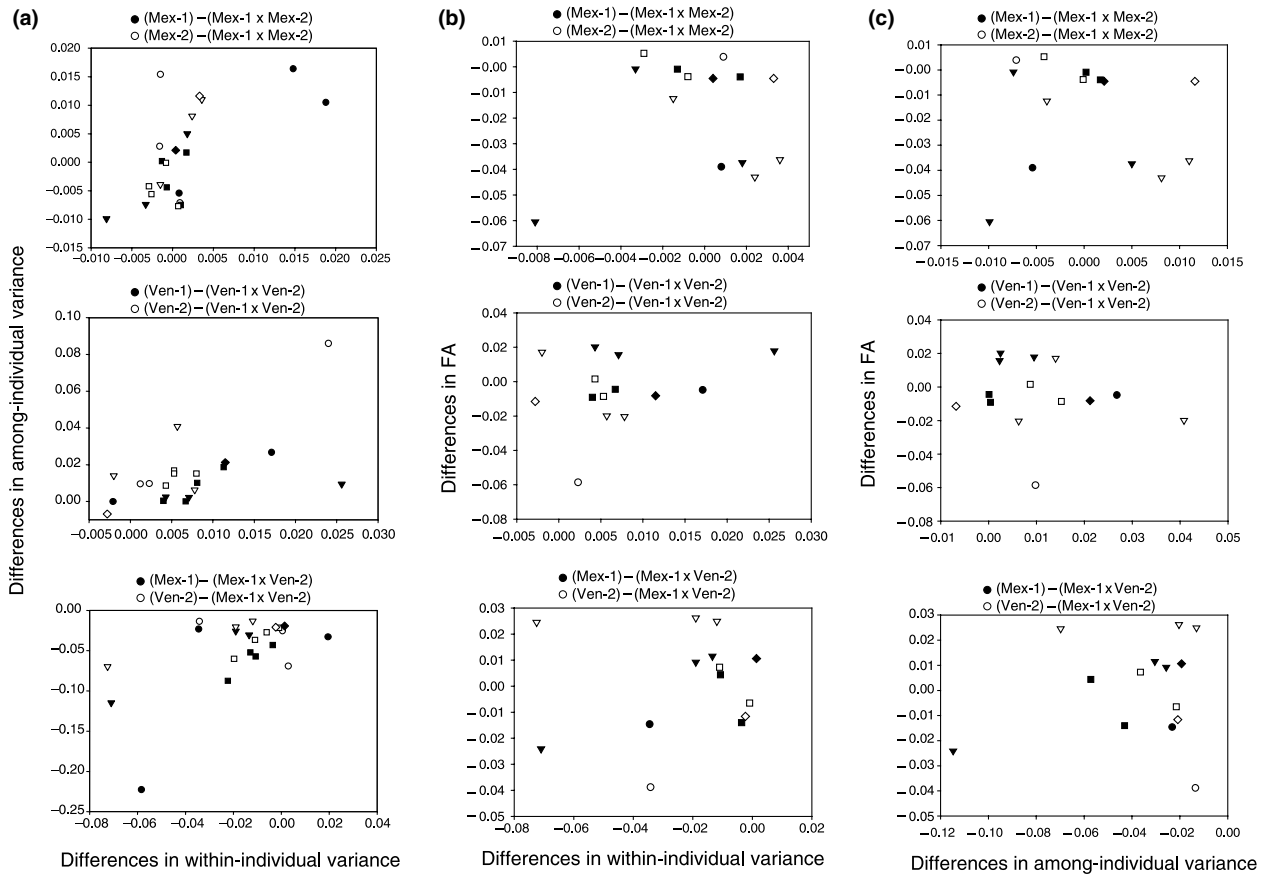 (a)
(Mex-1) – (Mex-1 x Mex-2)
(Mex-2) – (Mex-1 x Mex-2)
0.020
0.015
0.010
0.005
0.000
−0.005
−0.010
−0.015
−0.010 −0.005 0.000 0.005 0.010 0.015 0.020 0.025
(Ven-1) – (Ven-1 x Ven-2)
(Ven-2) – (Ven-1 x Ven-2)
0.10
0.08
0.06
0.04
0.02
0.00
−0.005 0.000 0.005 0.010 0.015 0.020 0.025 0.030
(Mex-1) – (Mex-1 x Ven-2)
(Ven-2) – (Mex-1 x Ven-2)
0.00
−0.05
−0.10
−0.15
−0.20
−0.25
−0.08 −0.06 −0.04 −0.02 0.00 0.02 0.04
Differences in among-individual variance
Differences in within-individual variance
(b)
(Mex-1) – (Mex-1 x Mex-2)
(Mex-2) – (Mex-1 x Mex-2)
0.01
0.00
−0.01
−0.02
−0.03
−0.04
−0.05
−0.06
−0.07
−0.008 −0.006 −0.004 −0.002 0.000 0.002 0.004
(Ven-1) – (Ven-1 x Ven-2)
(Ven-2) – (Ven-1 x Ven-2)
0.04
0.02
0.00
−0.02
−0.04
−0.06
−0.08
−0.005 0.000 0.005 0.010 0.015 0.020 0.025 0.030
Differences in FA
(Mex-1) – (Mex-1 x Ven-2)
(Ven-2) – (Mex-1 x Ven-2)
0.03
0.02
0.01
0.00
−0.01
−0.02
−0.03
−0.04
−0.05
−0.08 −0.06 −0.04 −0.02 0.00 0.02
Differences in within-individual variance
(c)
(Mex-1) – (Mex-1 x Mex-2)
(Mex-2) – (Mex-1 x Mex-2)
0.01
−0.00
−0.01
−0.02
−0.03
−0.04
−0.05
−0.06
−0.07
−0.015 −0.010 −0.005 0.000 0.005 0.010 0.015
(Ven-1) – (Ven-1 x Ven-2)
(Ven-2) – (Ven-1 x Ven-2)
0.04
0.02
0.00
−0.02
−0.04
−0.06
−0.08
−0.01 0.00 0.01 0.02 0.03 0.04 0.05
Differences in FA
(Mex-1) – (Mex-1 x Ven-2)
(Ven-2) – (Mex-1 x Ven-2)
0.03
0.02
0.01
0.00
−0.01
−0.02
−0.03
−0.04
−0.05
−0.12 −0.10 −0.08 −0.06 −0.04 −0.02 0.00
Differences in among-individual variance